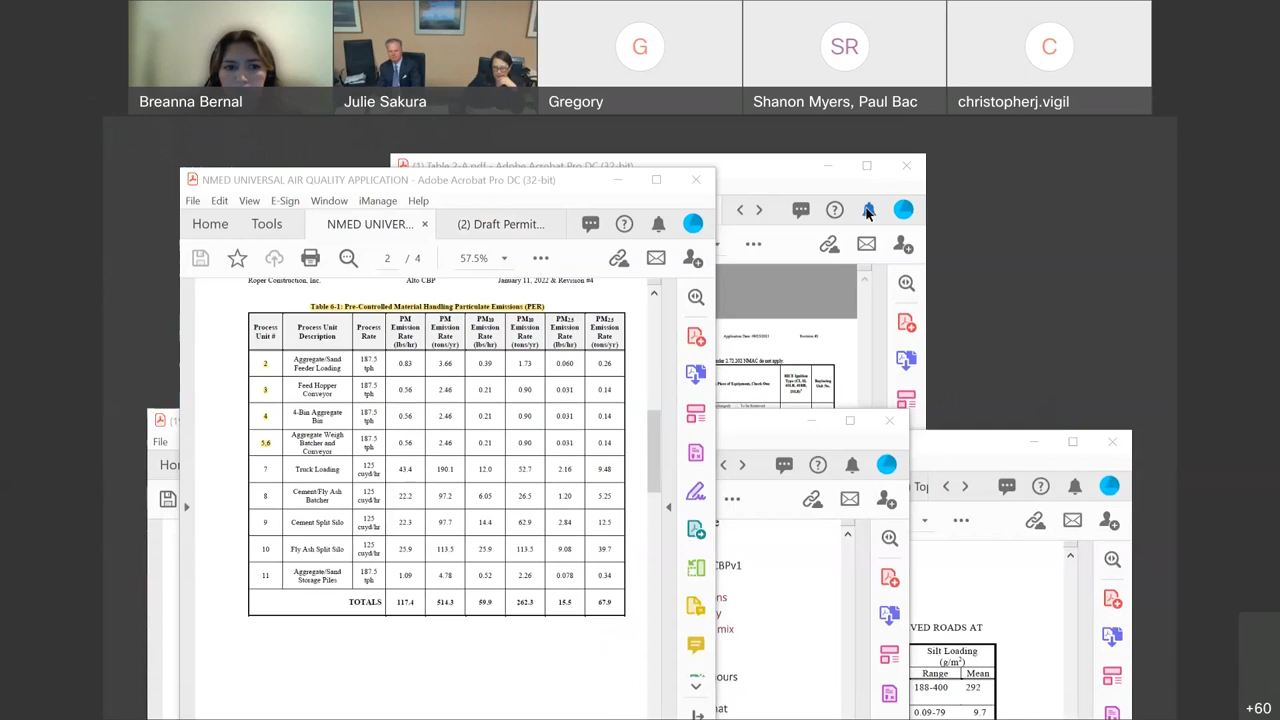 G
SR
C
Breanna Bernal
Julie Sakura
Gregory
Shanon Myers, Paul Bac
christopherj.vigil
(1) Table 2-A.pdf - Adobe Acrobat Pro DC (32-bit)
NMED UNIVERSAL AIR QUALITY APPLICATION - Adobe Acrobat Pro DC (32-bit)
File Edit View E-Sign Window iManage Help
Home Tools NMED UNIVER... × (2) Draft Permit...
2 / 4 57.5%
Roper Construction, Inc. Alto CBP January 11, 2022 & Revision #4
Table 6-1: Pre-Controlled Material Handling Particulate Emissions (PER)
Process Unit # Process Unit Description Process Rate PM Emission Rate (lbs/hr) PM Emission Rate (tons/yr) PM10 Emission Rate (lbs/hr) PM10 Emission Rate (tons/yr) PM2.5 Emission Rate (lbs/hr) PM2.5 Emission Rate (tons/yr)
2 Aggregate/Sand Feeder Loading 187.5 tph 0.83 3.66 0.39 1.73 0.060 0.26
3 Feed Hopper Conveyor 187.5 tph 0.56 2.46 0.21 0.90 0.031 0.14
4 4-Bin Aggregate Bin 187.5 tph 0.56 2.46 0.21 0.90 0.031 0.14
5,6 Aggregate Weigh Batcher and Conveyor 187.5 tph 0.56 2.46 0.21 0.90 0.031 0.14
7 Truck Loading 125 cuyd/hr 43.4 190.1 12.0 52.7 2.16 9.48
8 Cement/Fly Ash Batcher 125 cuyd/hr 22.2 97.2 6.05 26.5 1.20 5.25
9 Cement Split Silo 125 cuyd/hr 22.3 97.7 14.4 62.9 2.84 12.5
10 Fly Ash Split Silo 125 cuyd/hr 25.9 113.5 25.9 113.5 9.08 39.7
11 Aggregate/Sand Storage Piles 187.5 tph 1.09 4.78 0.52 2.26 0.078 0.34
TOTALS 117.4 514.3 59.9 262.3 15.5 67.9
File
Ho
CBPv1
ns
y
mix
ours
hat
Top
VED ROADS AT
Silt Loading
(g/m²)
Range Mean
188-400 292
0.09-79 9.7
+60